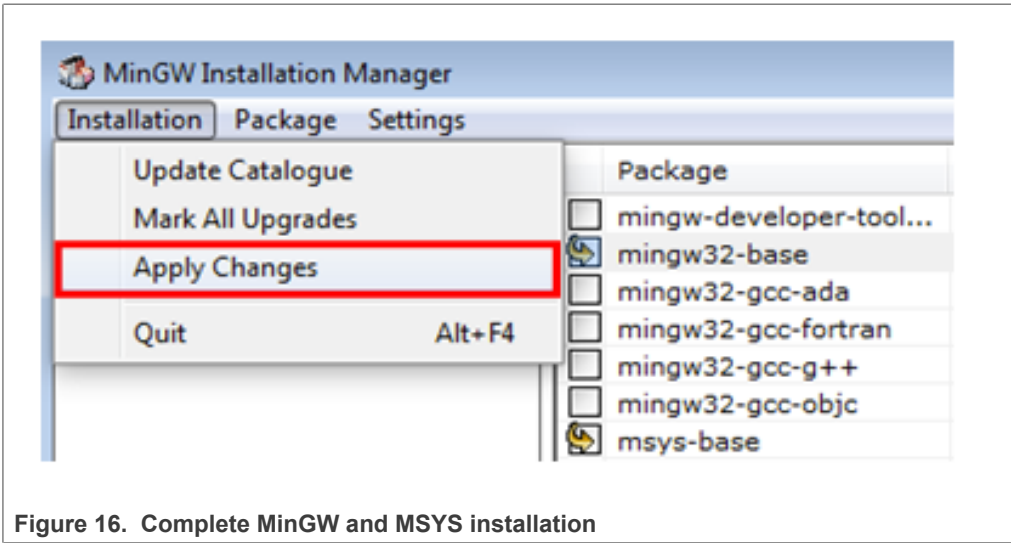 MinGW Installation Manager
Installation Package Settings
Update Catalogue
Mark All Upgrades
Apply Changes
Quit Alt+F4
Package
mingw-developer-tool...
mingw32-base
mingw32-gcc-ada
mingw32-gcc-fortran
mingw32-gcc-g++
mingw32-gcc-objc
msys-base
Figure 16. Complete MinGW and MSYS installation